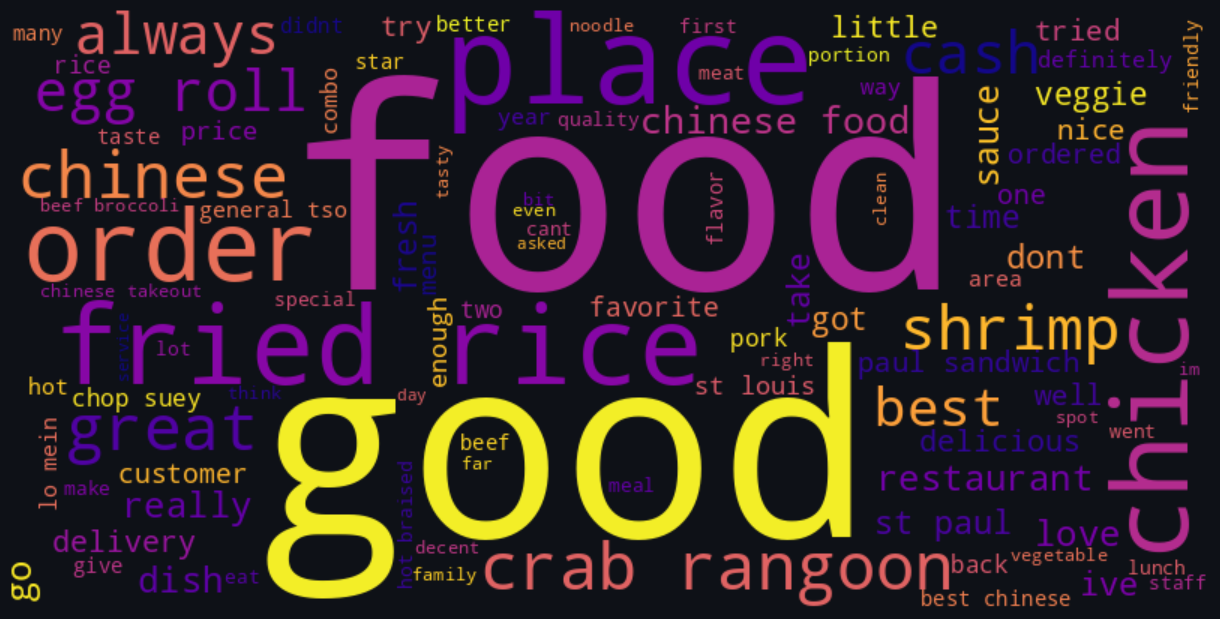 many
always
didnt
try
better
noodle
first
little
tried
friendly
rice
star
place
meat
portion
cash
definitely
egg roll
combo
way
veggie
taste
price
year
quality
chinese food
sauce
nice
ordered
chinese
tasty
food
bit
even
cant
asked
flavor
clean
one
time
beef broccoli
general tso
order
fresh
menu
dont
area
chicken
chinese takeout
special
take
fried rice
service
lot
enough
two
favorite
got
shrimp
pork
right
paul sandwich
im
hot
chop suey
think
day
st louis
best
well
spot
went
great
good
beef
far
meal
delicious
lo mein
customer
make
really
restaurant
hot braised
st paul
love
delivery
give
dish
eat
decent
family
crab rangoon
back
vegetable
lunch
go
best chinese
ive
staff